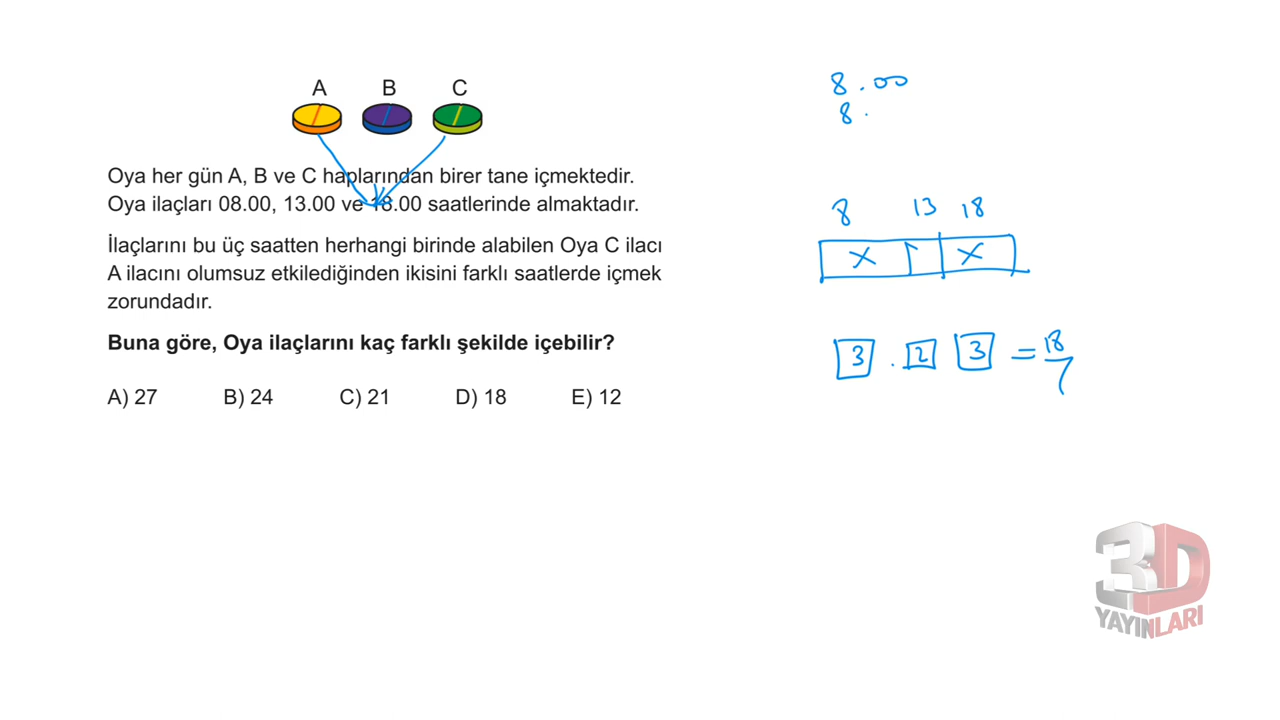 A B C
Oya her gün A, B ve C haplarından birer tane içmektedir.
Oya ilaçları 08.00, 13.00 ve 18.00 saatlerinde almaktadır.
İlaçlarını bu üç saatten herhangi birinde alabilen Oya C ilacı
A ilacını olumsuz etkilediğinden ikisini farklı saatlerde içmek
zorundadır.
Buna göre, Oya ilaçlarını kaç farklı şekilde içebilir?
A) 27 B) 24 C) 21 D) 18 E) 12
8.00
8.
8 13 18
x x
3 . 2 3 = 18
3D
YAYINLARI